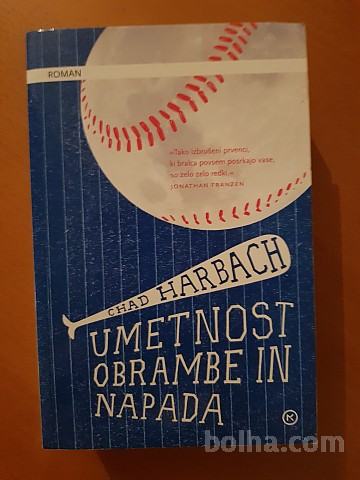 ROMAN
»Tako izbrušeni prvenci,
ki bralca povsem posrkajo vase,
so zelo zelo redki.«
JONATHAN FRANZEN
CHAD HARBACH
UMETNOST
OBRAMBE IN
NAPADA
bolha.com